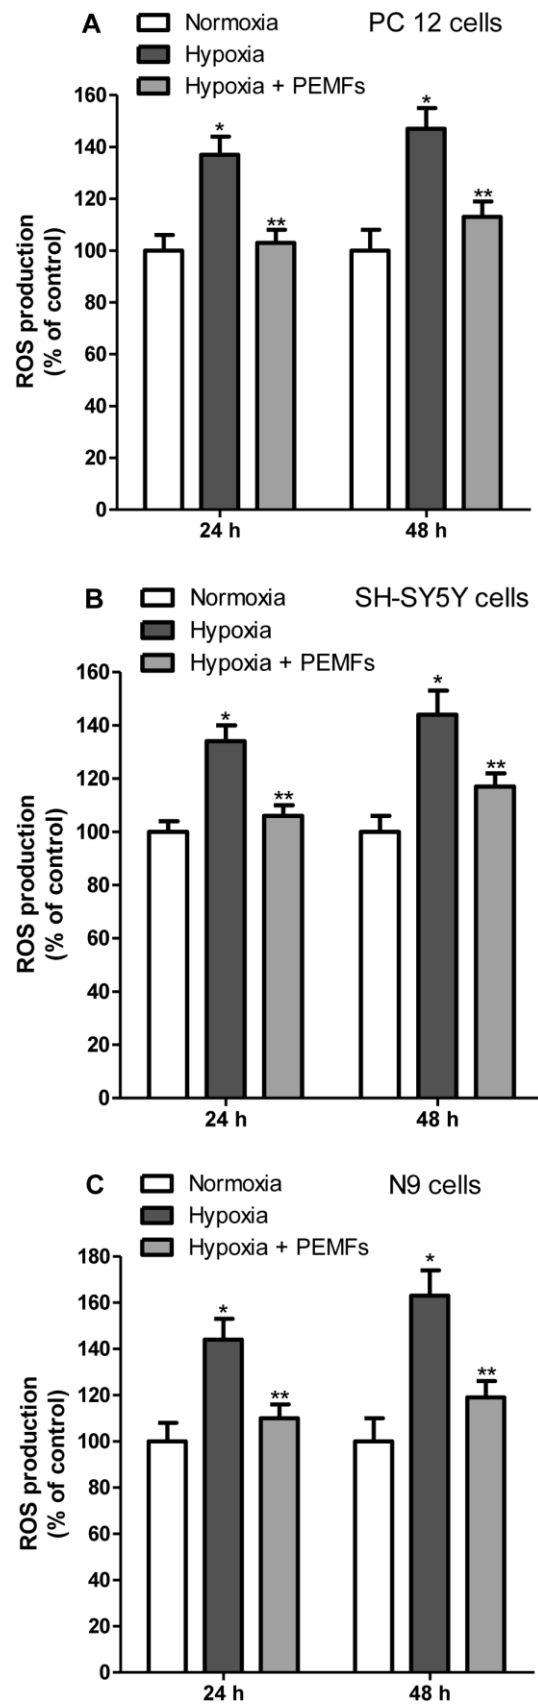 A Normoxia PC 12 cells
Hypoxia
Hypoxia + PEMFs
ROS production
(% of control)
160
140
120
100
80
60
40
20
0
* ** * **
24 h 48 h
B Normoxia SH-SY5Y cells
Hypoxia
Hypoxia + PEMFs
ROS production
(% of control)
160
140
120
100
80
60
40
20
0
* ** * **
24 h 48 h
C Normoxia N9 cells
Hypoxia
Hypoxia + PEMFs
ROS production
(% of control)
180
160
140
120
100
80
60
40
20
0
* ** * **
24 h 48 h